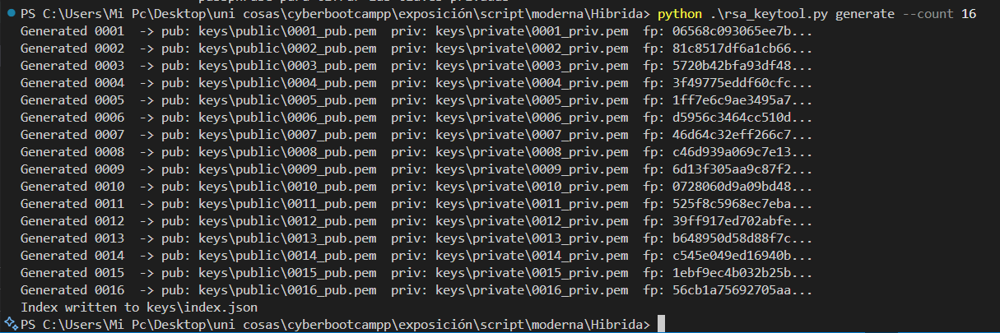 PS C:\Users\Mi Pc\Desktop\uni cosas\cyberbootcampp\exposición\script\moderna\Hibrida> python .\rsa_keytool.py generate --count 16
Generated 0001  -> pub: keys\public\0001_pub.pem  priv: keys\private\0001_priv.pem  fp: 06568c093065ee7b...
Generated 0002  -> pub: keys\public\0002_pub.pem  priv: keys\private\0002_priv.pem  fp: 81c8517df6a1cb66...
Generated 0003  -> pub: keys\public\0003_pub.pem  priv: keys\private\0003_priv.pem  fp: 5720b42bfa93df48...
Generated 0004  -> pub: keys\public\0004_pub.pem  priv: keys\private\0004_priv.pem  fp: 3f49775eddf60cfc...
Generated 0005  -> pub: keys\public\0005_pub.pem  priv: keys\private\0005_priv.pem  fp: 1ff7e6c9ae3495a7...
Generated 0006  -> pub: keys\public\0006_pub.pem  priv: keys\private\0006_priv.pem  fp: d5956c3464cc510d...
Generated 0007  -> pub: keys\public\0007_pub.pem  priv: keys\private\0007_priv.pem  fp: 46d64c32eff266c7...
Generated 0008  -> pub: keys\public\0008_pub.pem  priv: keys\private\0008_priv.pem  fp: c46d939a069c7e13...
Generated 0009  -> pub: keys\public\0009_pub.pem  priv: keys\private\0009_priv.pem  fp: 6d13f305aa9c87f2...
Generated 0010  -> pub: keys\public\0010_pub.pem  priv: keys\private\0010_priv.pem  fp: 0728060d9a09bd48...
Generated 0011  -> pub: keys\public\0011_pub.pem  priv: keys\private\0011_priv.pem  fp: 525f8c5968ec7eba...
Generated 0012  -> pub: keys\public\0012_pub.pem  priv: keys\private\0012_priv.pem  fp: 39ff917ed702abfe...
Generated 0013  -> pub: keys\public\0013_pub.pem  priv: keys\private\0013_priv.pem  fp: b648950d58d88f7c...
Generated 0014  -> pub: keys\public\0014_pub.pem  priv: keys\private\0014_priv.pem  fp: c545e049ed16940b...
Generated 0015  -> pub: keys\public\0015_pub.pem  priv: keys\private\0015_priv.pem  fp: 1ebf9ec4b032b25b...
Generated 0016  -> pub: keys\public\0016_pub.pem  priv: keys\private\0016_priv.pem  fp: 56cb1a75692705aa...
Index written to keys\index.json
PS C:\Users\Mi Pc\Desktop\uni cosas\cyberbootcampp\exposición\script\moderna\Hibrida>